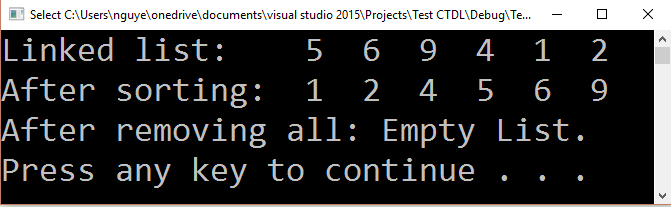 Select C:\Users\nguye\onedrive\documents\visual studio 2015\Projects\Test CTDL\Debug\Te...
Linked list: 5 6 9 4 1 2
After sorting: 1 2 4 5 6 9
After removing all: Empty List.
Press any key to continue . . .